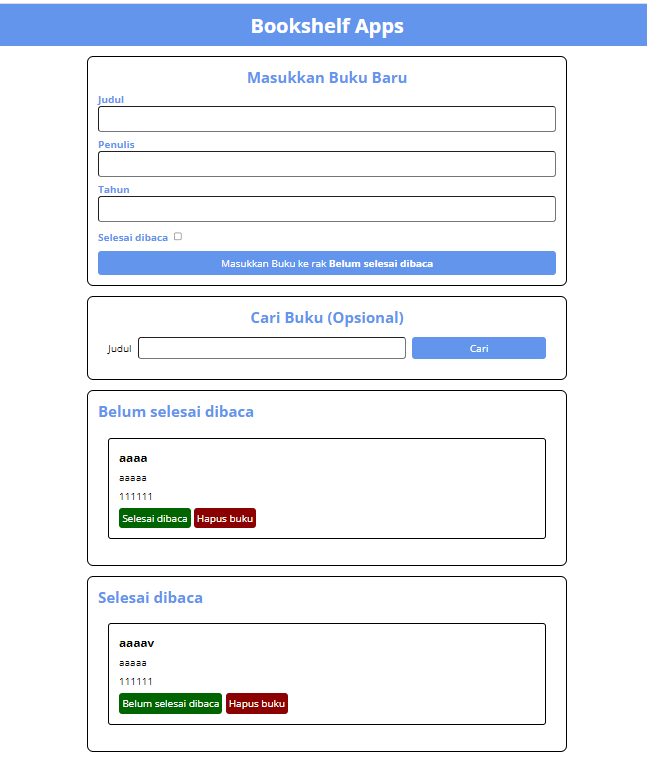 Bookshelf Apps
Masukkan Buku Baru
Judul
Penulis
Tahun
Selesai dibaca
Masukkan Buku ke rak Belum selesai dibaca
Cari Buku (Opsional)
Judul Cari
Belum selesai dibaca
aaaa
aaaaa
111111
Selesai dibaca Hapus buku
Selesai dibaca
aaaav
aaaaa
111111
Belum selesai dibaca Hapus buku